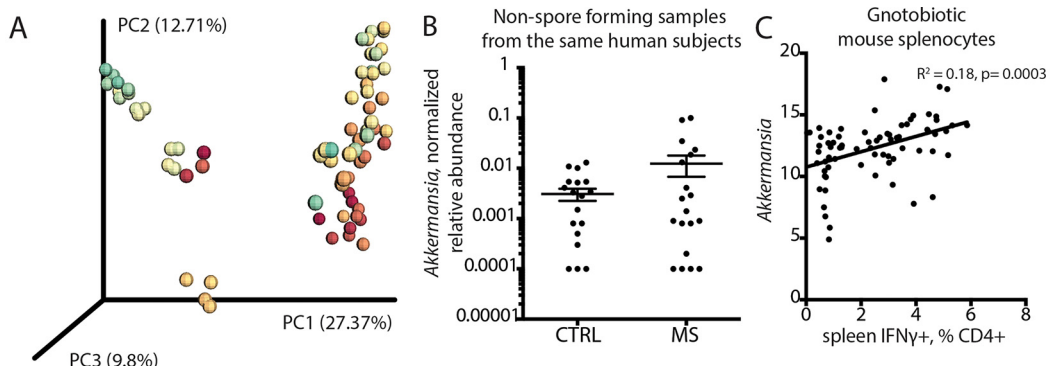 A
PC2 (12.71%)
PC1 (27.37%)
PC3 (9.8%)
B
Non-spore forming samples
from the same human subjects
Akkermansia, normalized
relative abundance
1
0.1
0.01
0.001
0.0001
0.00001
CTRL
MS
C
Gnotobiotic
mouse splenocytes
R² = 0.18, p= 0.0003
Akkermansia
20
15
10
5
0
0
2
4
6
8
spleen IFNγ+, % CD4+